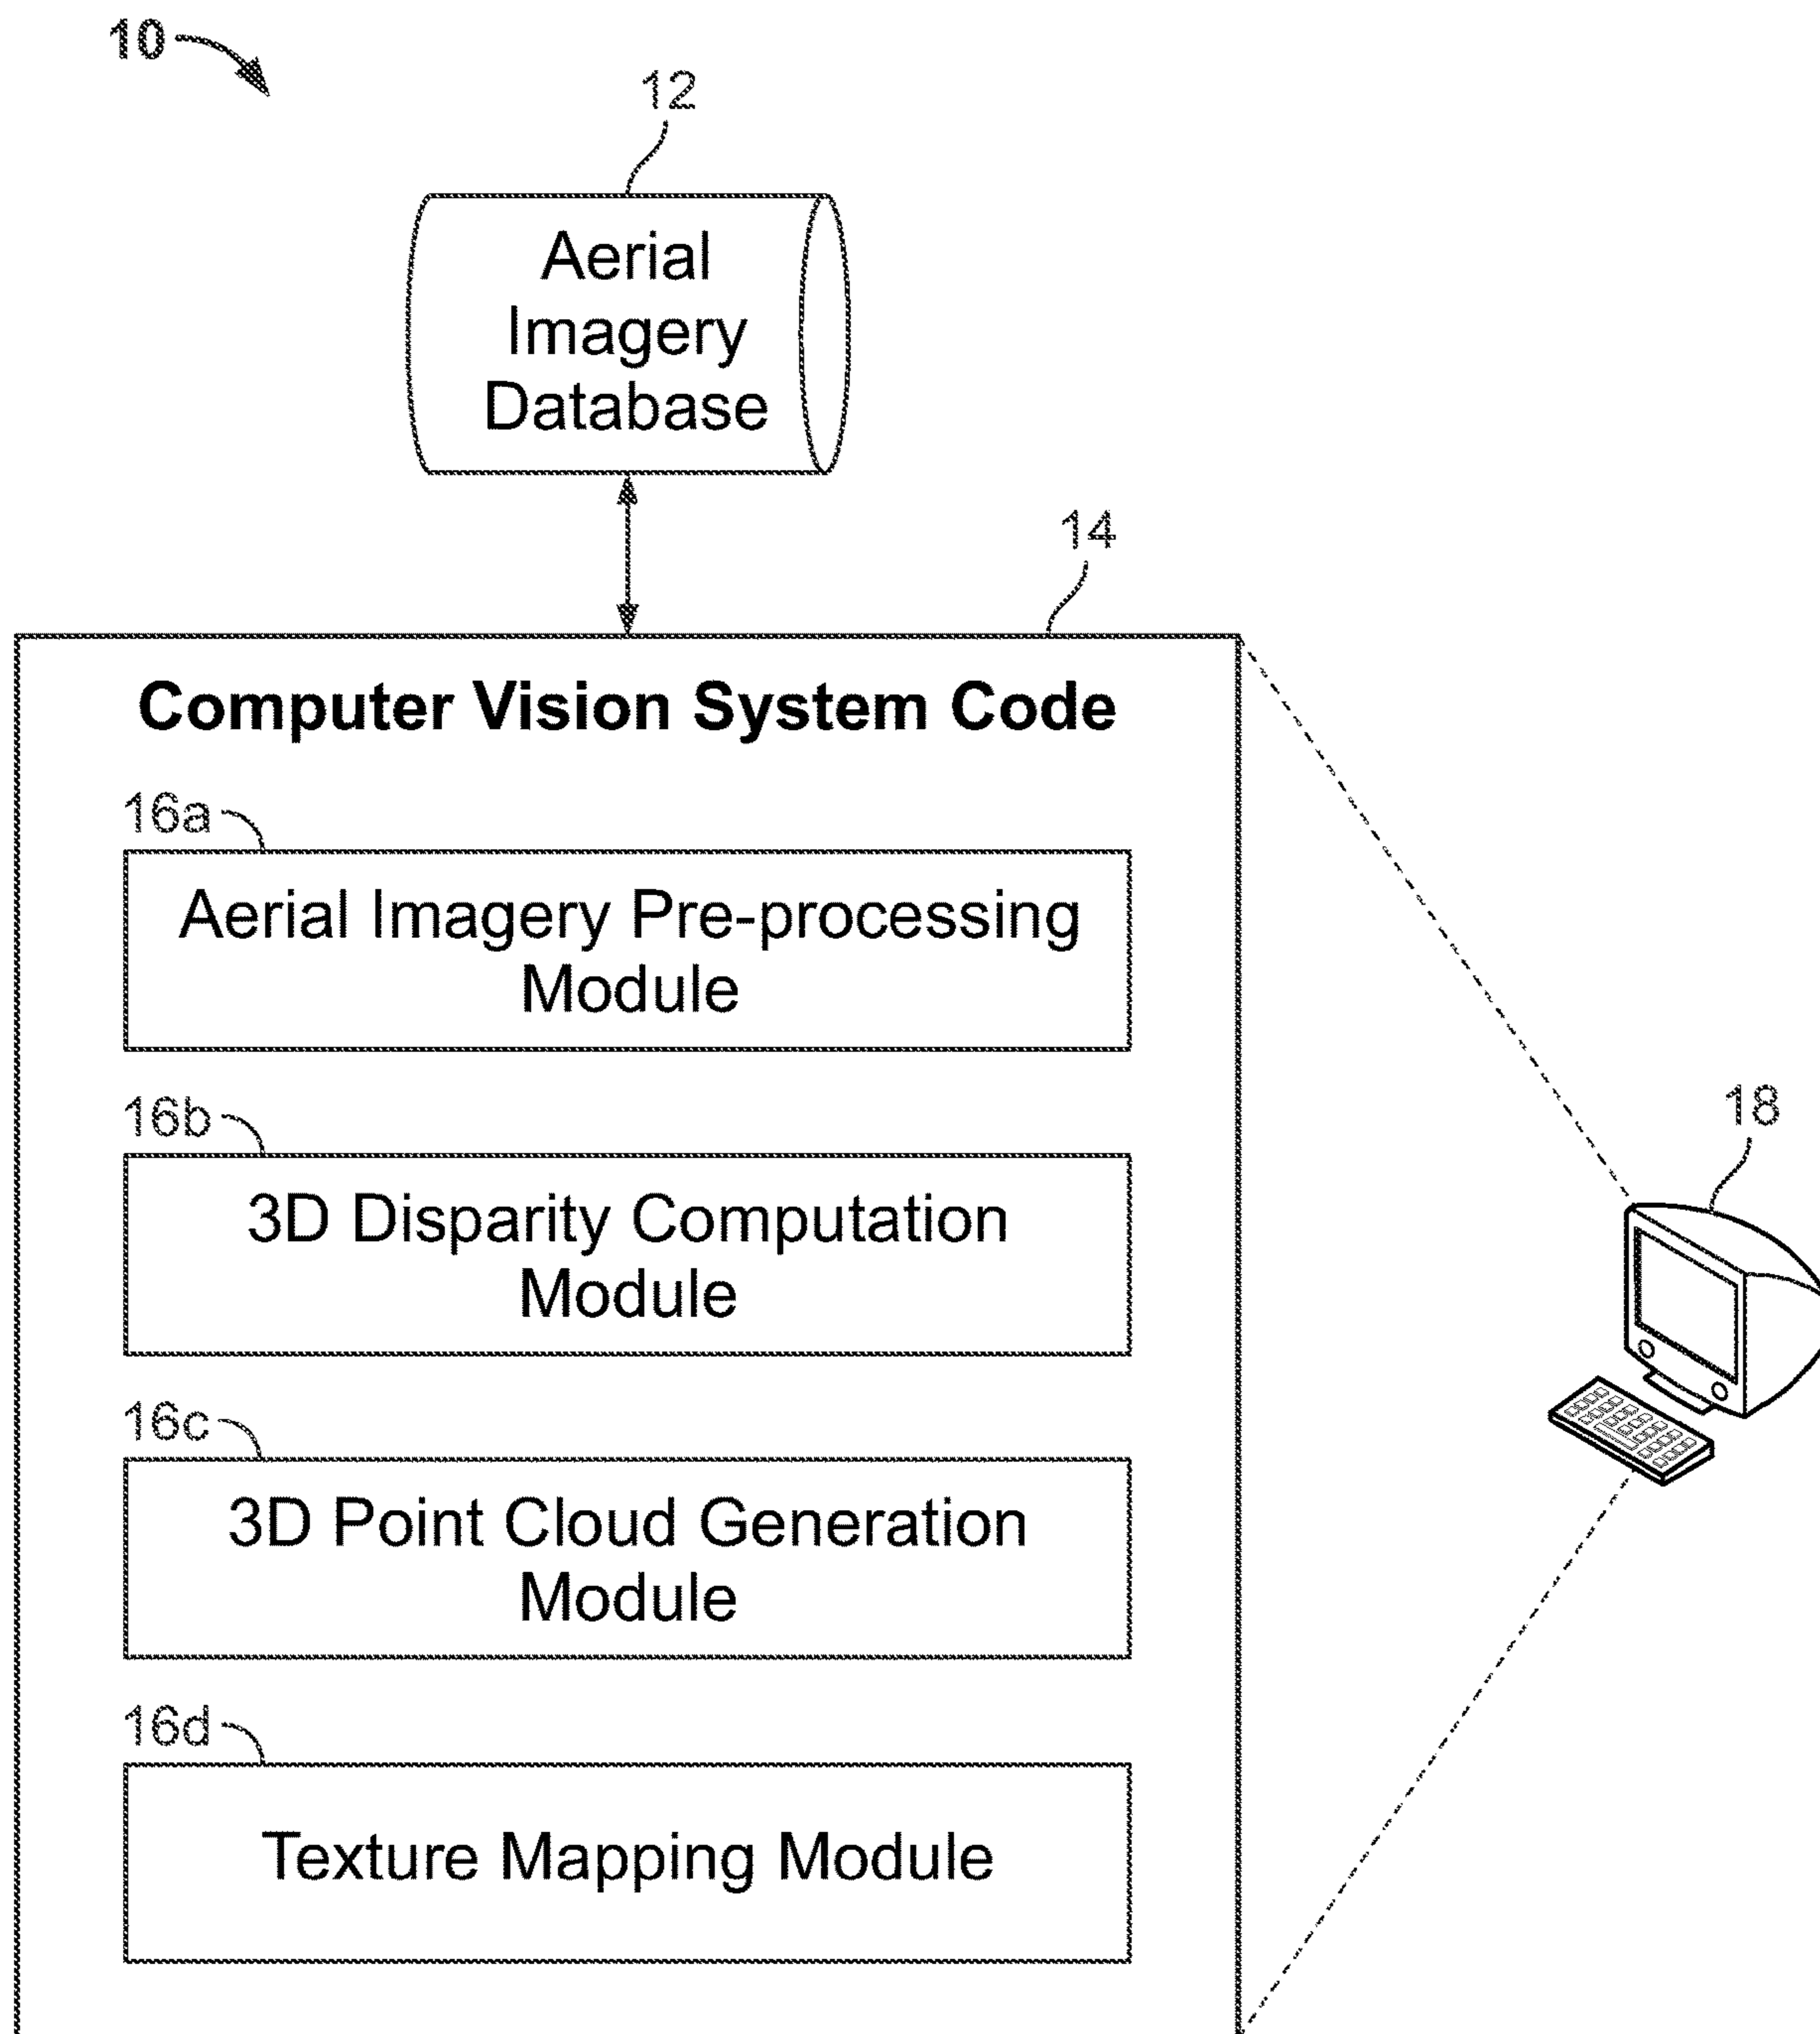 10
12
Aerial
Imagery
Database
14
Computer Vision System Code
16a
Aerial Imagery Pre-processing
Module
16b
3D Disparity Computation
Module
18
16c
3D Point Cloud Generation
Module
16d
Texture Mapping Module